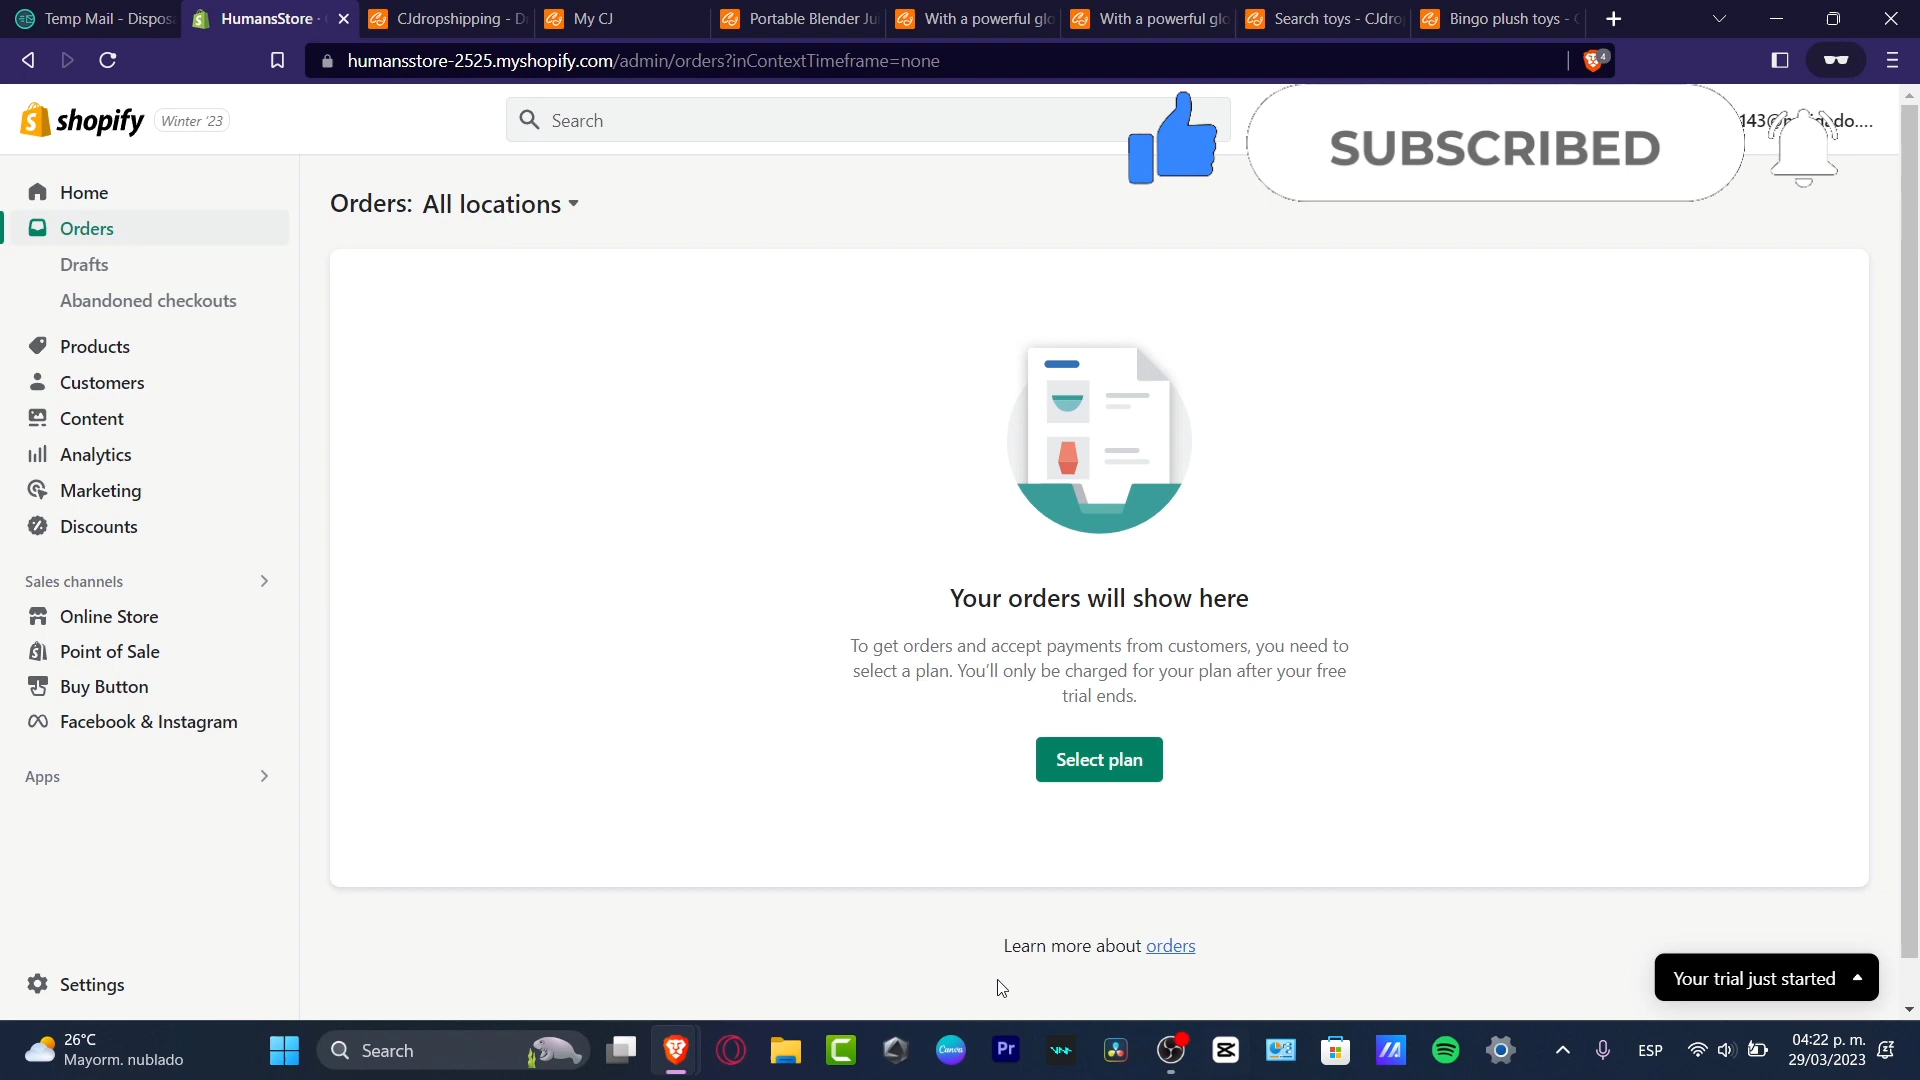 Temp Mail - Dispos
HumansStore ·
CJdropshipping - D
My CJ
Portable Blender Ju
With a powerful glo
With a powerful glo
Search toys - CJdro
Bingo plush toys -
humansstore-2525.myshopify.com/admin/orders?inContextTimeframe=none
4
shopify
Winter '23
Search
SUBSCRIBED
Home
Orders
Drafts
Abandoned checkouts
Products
Customers
Content
Analytics
Marketing
Discounts
Sales channels
Online Store
Point of Sale
Buy Button
Facebook & Instagram
Apps
Settings
Orders: All locations
Your orders will show here
To get orders and accept payments from customers, you need to
select a plan. You'll only be charged for your plan after your free
trial ends.
Select plan
Learn more about orders
Your trial just started
26°C
Mayorm. nublado
Search
Canva
Pr
ESP
04:22 p. m.
29/03/2023